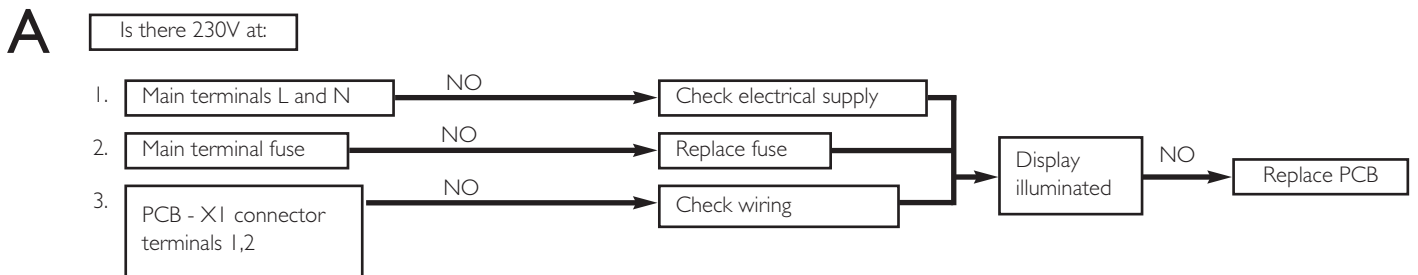 A
Is there 230V at:
1. Main terminals L and N
NO
Check electrical supply
2. Main terminal fuse
NO
Replace fuse
3. PCB - X1 connector
terminals 1,2
NO
Check wiring
Display
illuminated
NO
Replace PCB